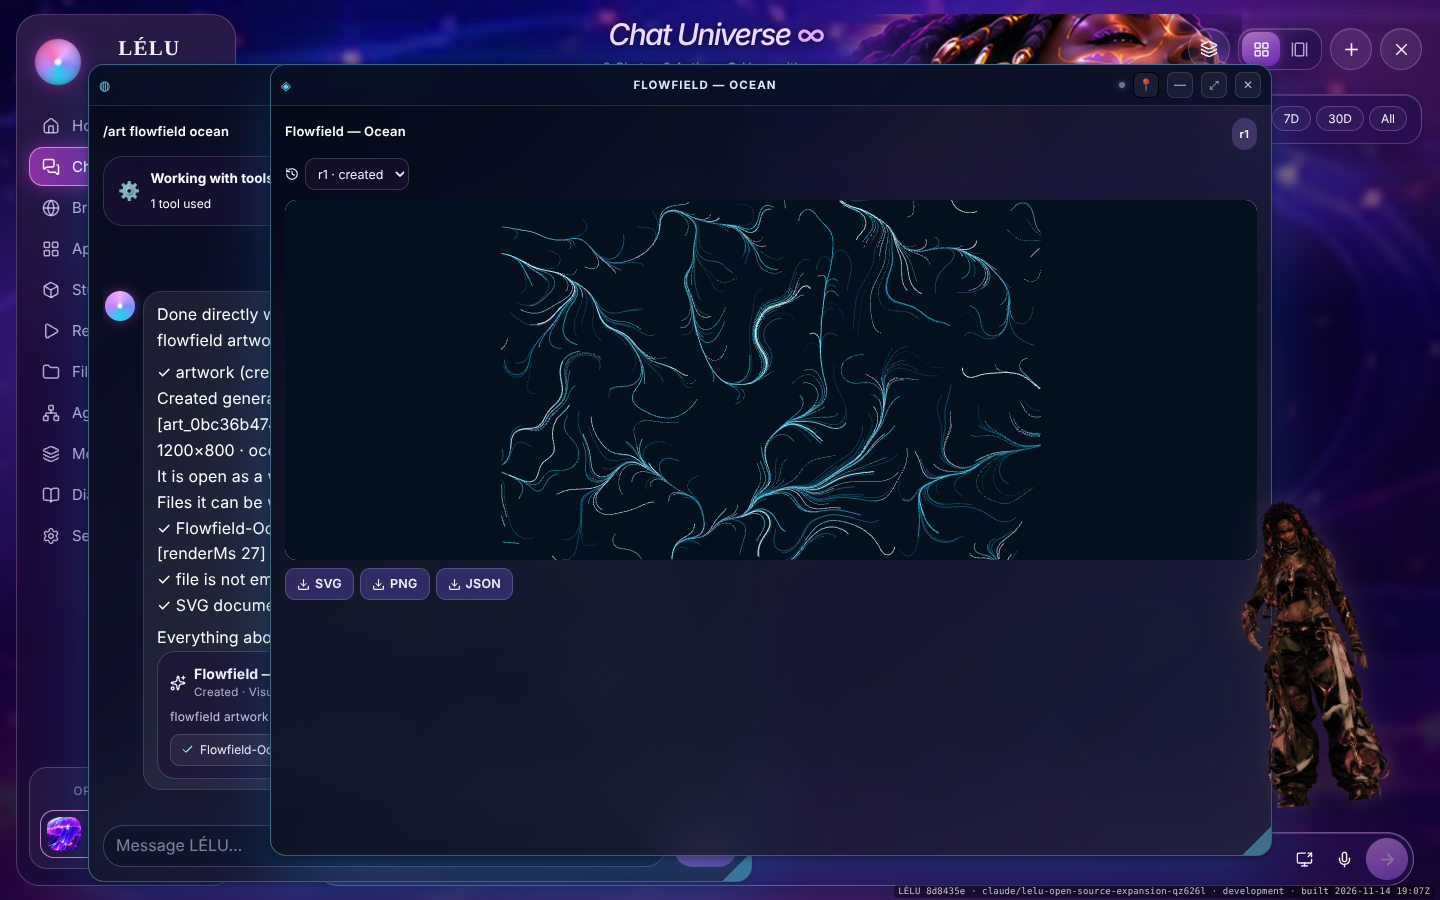 LÉLU
Chat Universe ∞
FLOWFIELD — OCEAN
7D
30D
All
/art flowfield ocean
Flowfield — Ocean
r1
r1 · created
Working with tools
1 tool used
Done directly w
flowfield artwo
✓ artwork (cre
Created genera
[art_0bc36b47
1200×800 · oc
It is open as a
Files it can be
✓ Flowfield-Oc
[renderMs 27]
✓ file is not em
✓ SVG docume
Everything abo
SVG
PNG
JSON
Flowfield —
Created · Visu
flowfield artwork
✓ Flowfield-Oc
Message LÉLU...
LÉLU 8d8435e · claude/lelu-open-source-expansion-qz626l · development · built 2026-11-14 19:07Z